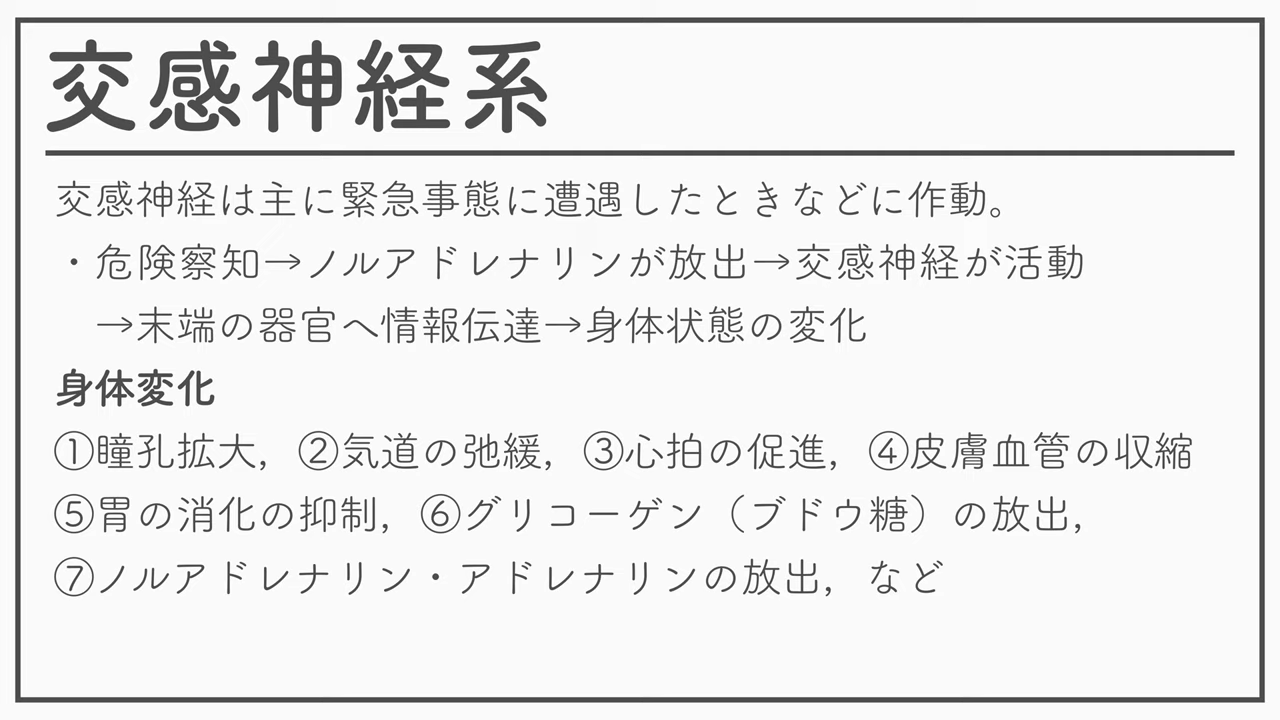 交感神経系
交感神経は主に緊急事態に遭遇したときなどに作動。
・危険察知→ノルアドレナリンが放出→交感神経が活動
→末端の器官へ情報伝達→身体状態の変化
身体変化
①瞳孔拡大，②気道の弛緩，③心拍の促進，④皮膚血管の収縮
⑤胃の消化の抑制，⑥グリコーゲン（ブドウ糖）の放出，
⑦ノルアドレナリン・アドレナリンの放出，など